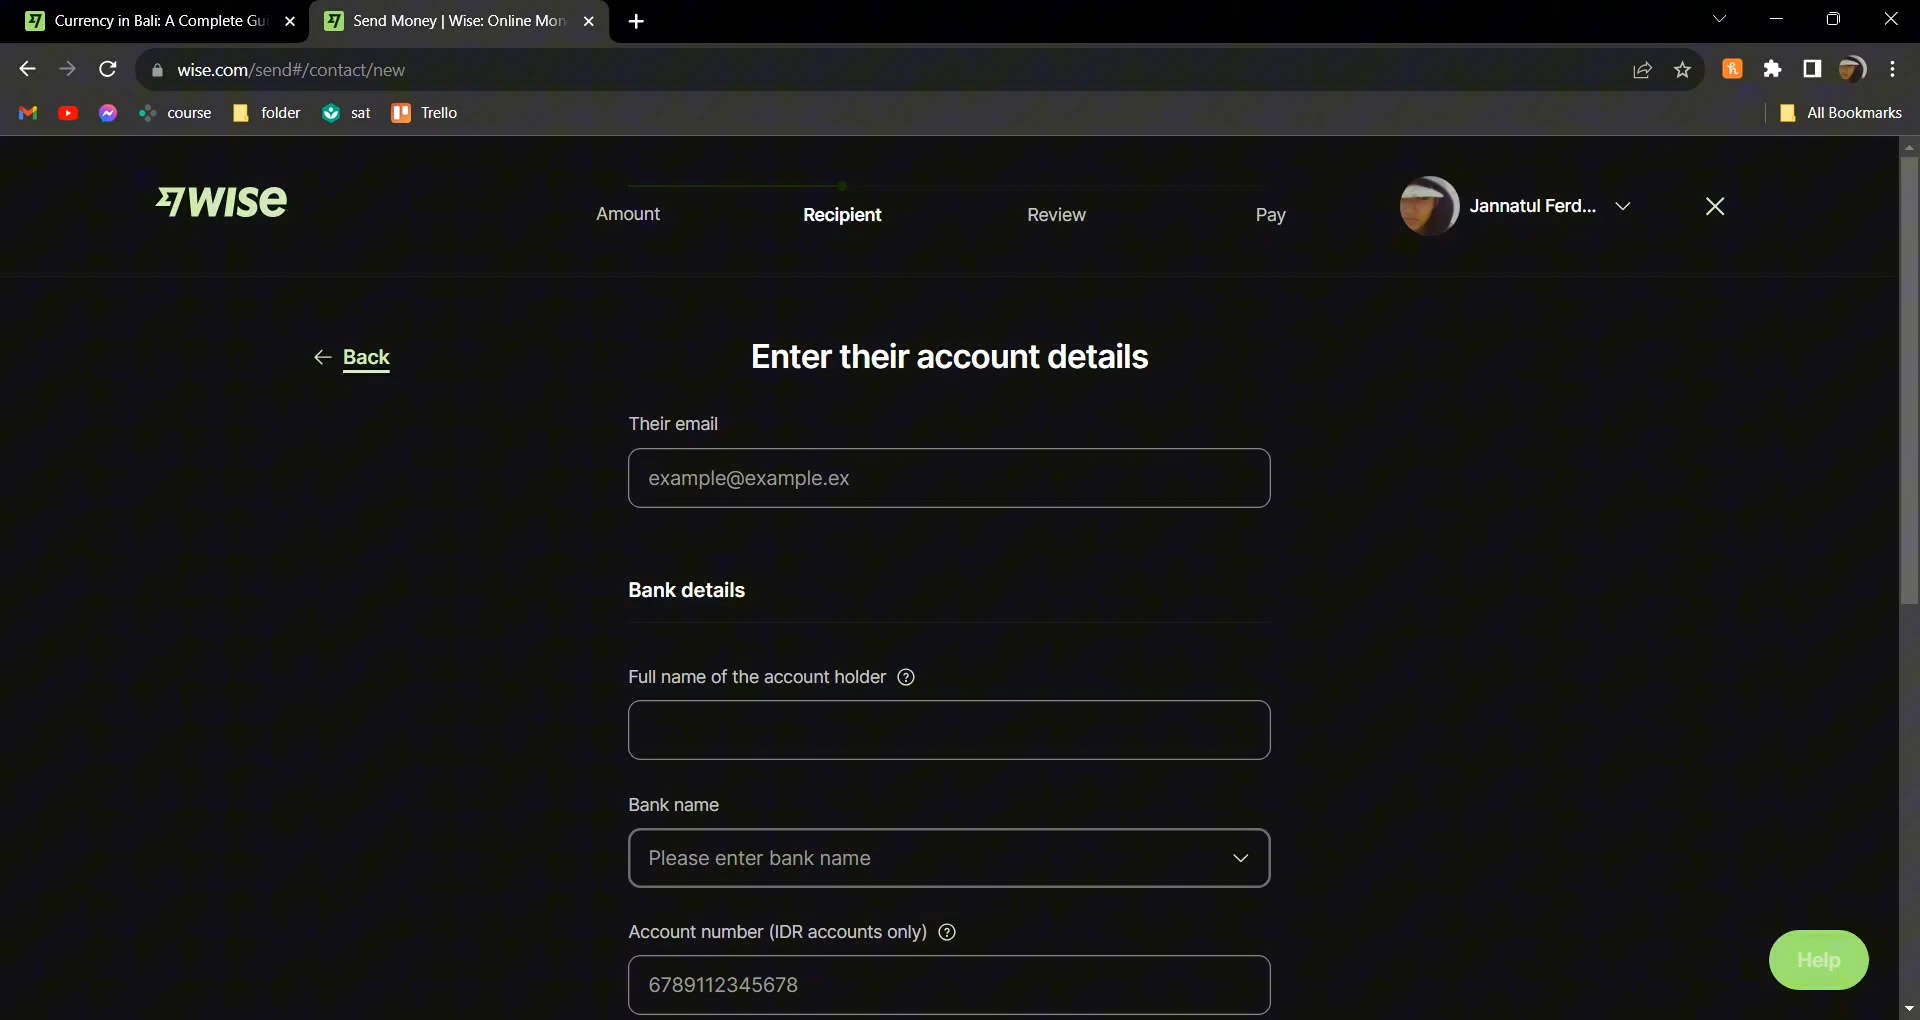 Currency in Bali: A Complete Gui
Send Money | Wise: Online Mon
wise.com/send#/contact/new
course
folder
sat
Trello
All Bookmarks
WISE
Amount
Recipient
Review
Pay
Jannatul Ferd...
Back
Enter their account details
Their email
example@example.ex
Bank details
Full name of the account holder
Bank name
Please enter bank name
Account number (IDR accounts only)
6789112345678
Help